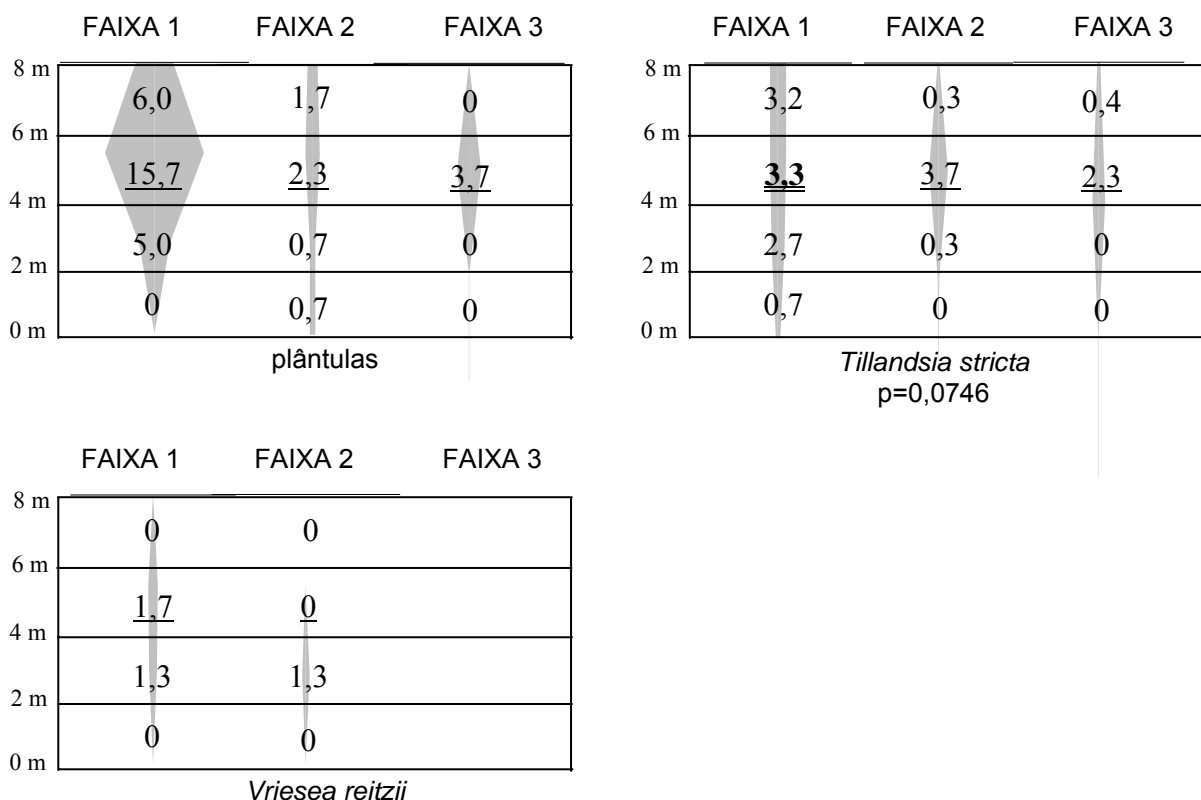 FAIXA 1 FAIXA 2 FAIXA 3
8 m
6,0 1,7 0
6 m
15,7 2,3 3,7
4 m
5,0 0,7 0
2 m
0 0,7 0
0 m
plântulas
FAIXA 1 FAIXA 2 FAIXA 3
8 m
3,2 0,3 0,4
6 m
3,3 3,7 2,3
4 m
2,7 0,3 0
2 m
0,7 0 0
0 m
Tillandsia stricta
p=0,0746
FAIXA 1 FAIXA 2 FAIXA 3
8 m
0 0
6 m
1,7 0
4 m
1,3 1,3
2 m
0 0
0 m
Vriesea reitzii